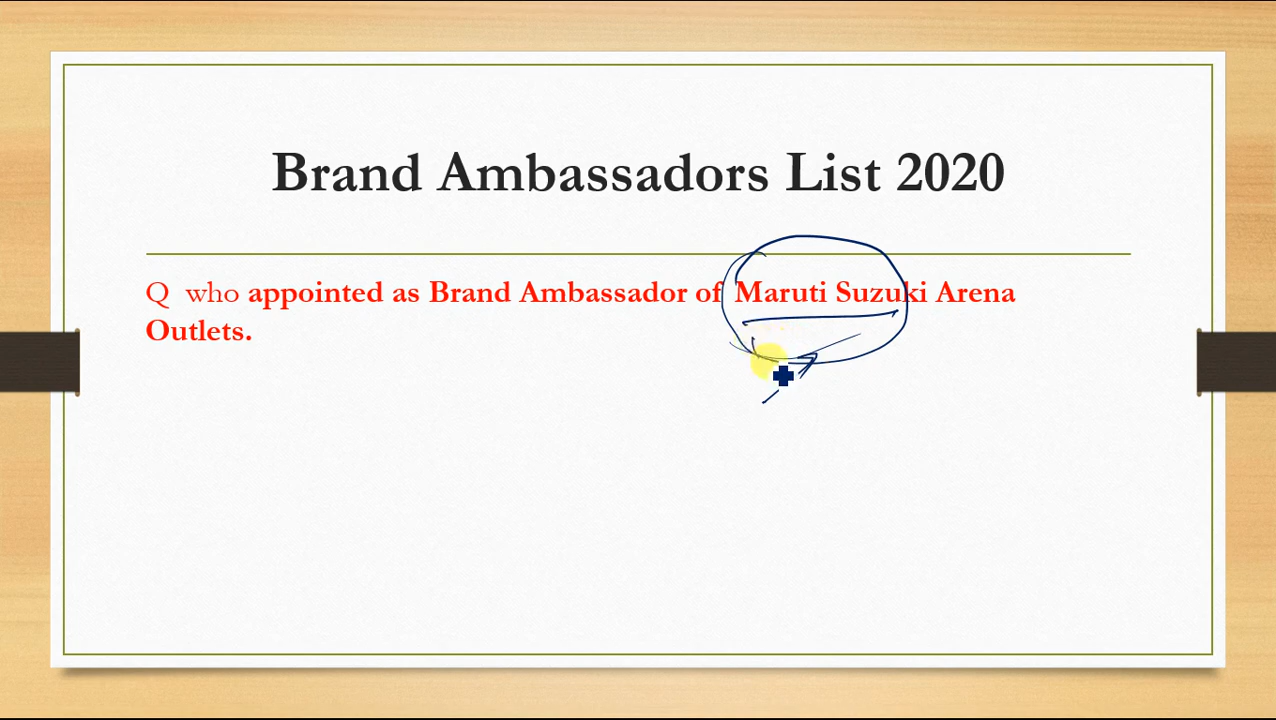 Brand Ambassadors List 2020
Q who appointed as Brand Ambassador of Maruti Suzuki Arena
Outlets.